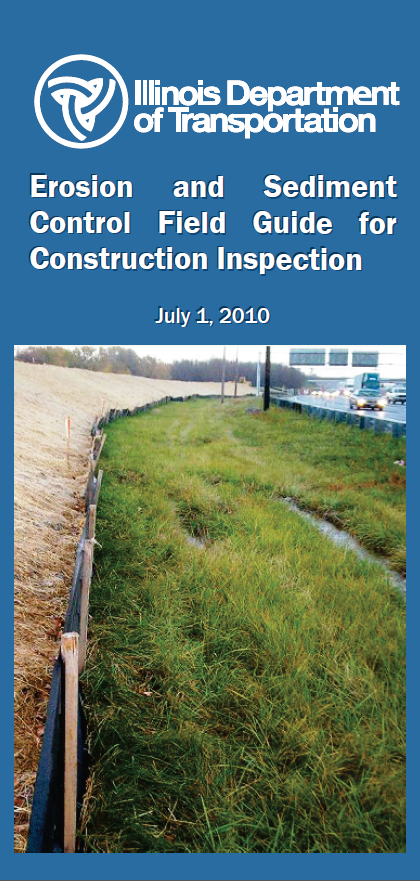 Illinois Department
of Transportation
Erosion and Sediment
Control Field Guide for
Construction Inspection
July 1, 2010